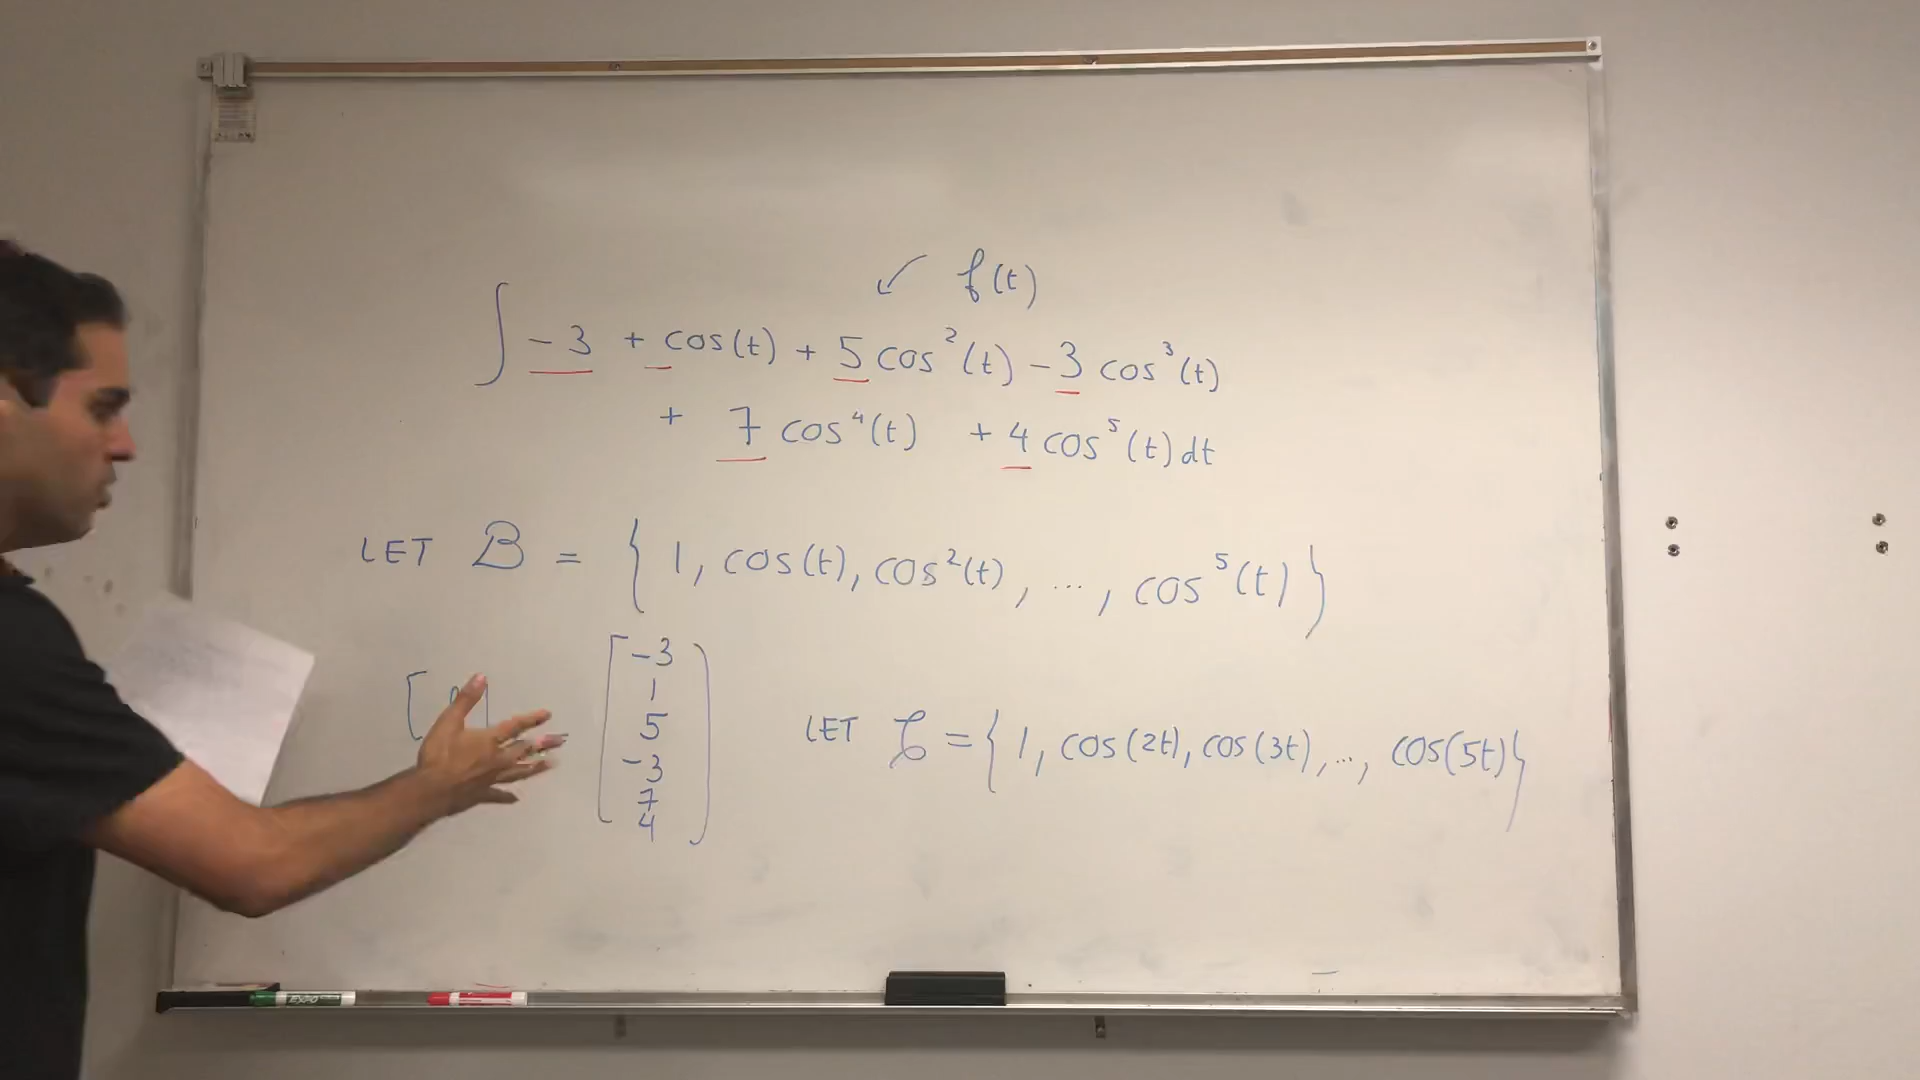 f(t)
∫ -3 + cos(t) + 5 cos²(t) - 3 cos³(t)
+ 7 cos⁴(t) + 4 cos⁵(t) dt
LET B = { 1, cos(t), cos²(t), ..., cos⁵(t) }
[ -3
1
5
-3
7
4 ]
LET C = { 1, cos(2t), cos(3t), ..., cos(5t) }
EXPO